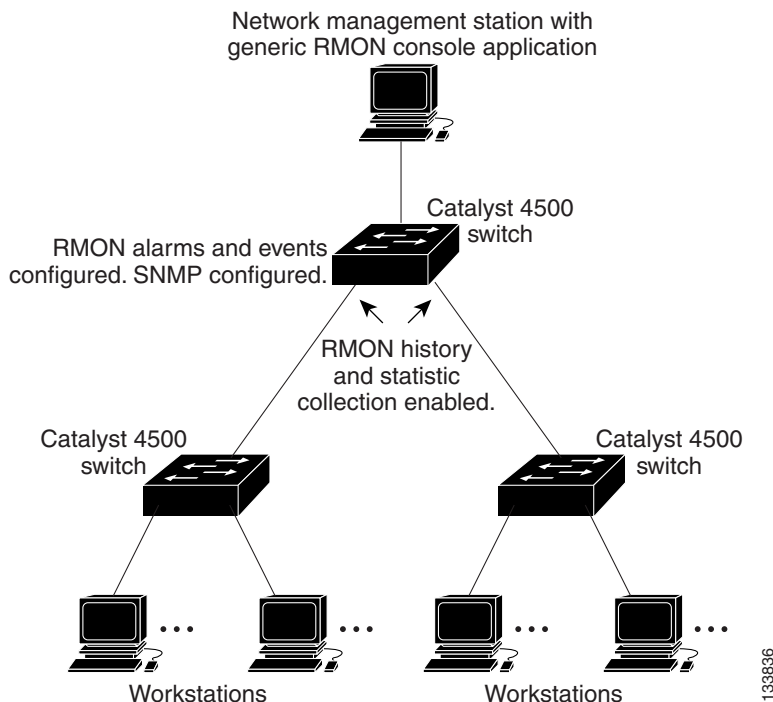 Network management station with
generic RMON console application
Catalyst 4500
switch
RMON alarms and events
configured. SNMP configured.
RMON history
and statistic
collection enabled.
Catalyst 4500
switch
Catalyst 4500
switch
Workstations
Workstations
133836